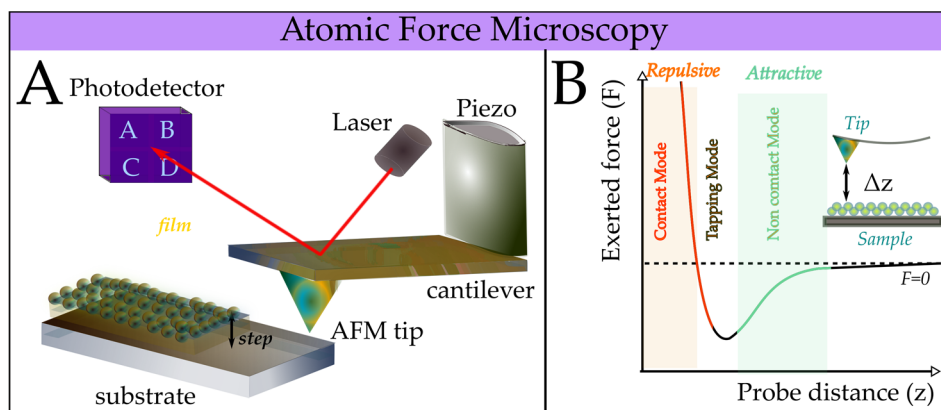 Atomic Force Microscopy
A
Photodetector
A B
C D
Laser
Piezo
film
cantilever
AFM tip
step
substrate
B
Repulsive
Attractive
Exerted force (F)
Contact Mode
Tapping Mode
Non comtact Mode
Tip
Δz
Sample
F=0
Probe distance (z)